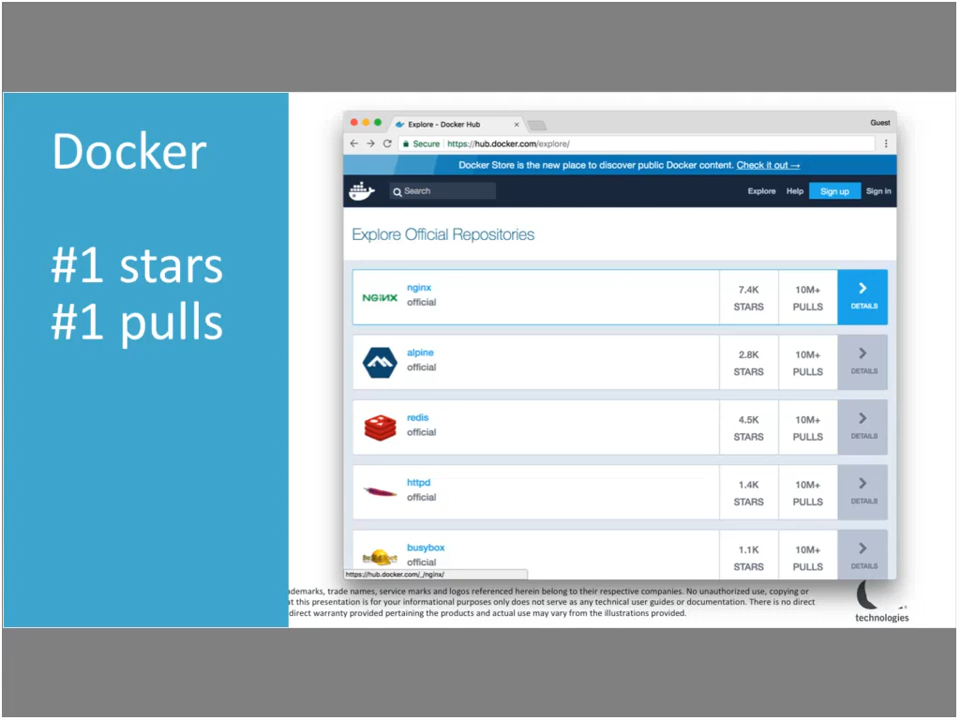 Docker
#1 stars
#1 pulls
Explore - Docker Hub
Guest
Secure https://hub.docker.com/explore/
Docker Store is the new place to discover public Docker content. Check it out →
Search
Explore Help Sign up Sign in
Explore Official Repositories
NGINX
nginx
official
7.4K
STARS
10M+
PULLS
DETAILS
alpine
official
2.8K
STARS
10M+
PULLS
DETAILS
redis
official
4.5K
STARS
10M+
PULLS
DETAILS
httpd
official
1.4K
STARS
10M+
PULLS
DETAILS
busybox
official
1.1K
STARS
10M+
PULLS
DETAILS
https://hub.docker.com/_/nginx/
demarks, trade names, service marks and logos referenced herein belong to their respective companies. No unauthorized use, copying or
t this presentation is for your informational purposes only does not serve as any technical user guides or documentation. There is no direct
direct warranty provided pertaining the products and actual use may vary from the illustrations provided.
technologies